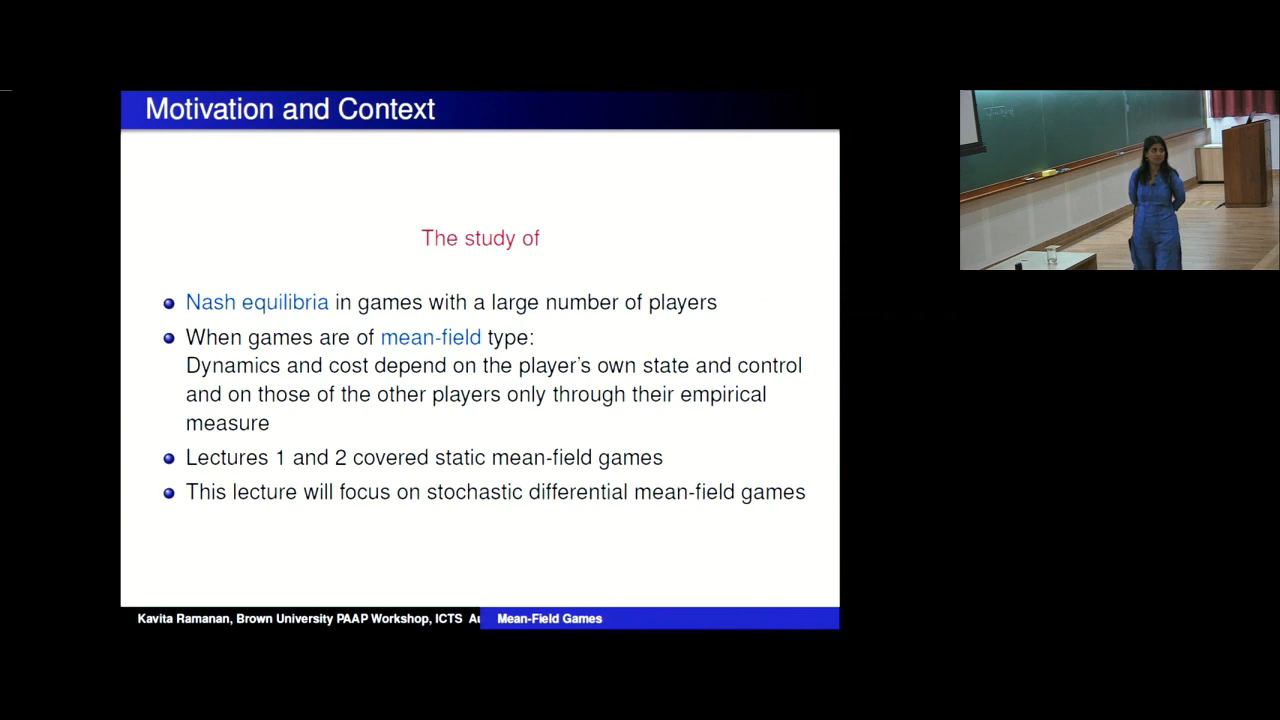 Motivation and Context
The study of
Nash equilibria in games with a large number of players
When games are of mean-field type:
Dynamics and cost depend on the player's own state and control
and on those of the other players only through their empirical
measure
Lectures 1 and 2 covered static mean-field games
This lecture will focus on stochastic differential mean-field games
Kavita Ramanan, Brown University PAAP Workshop, ICTS
Mean-Field Games